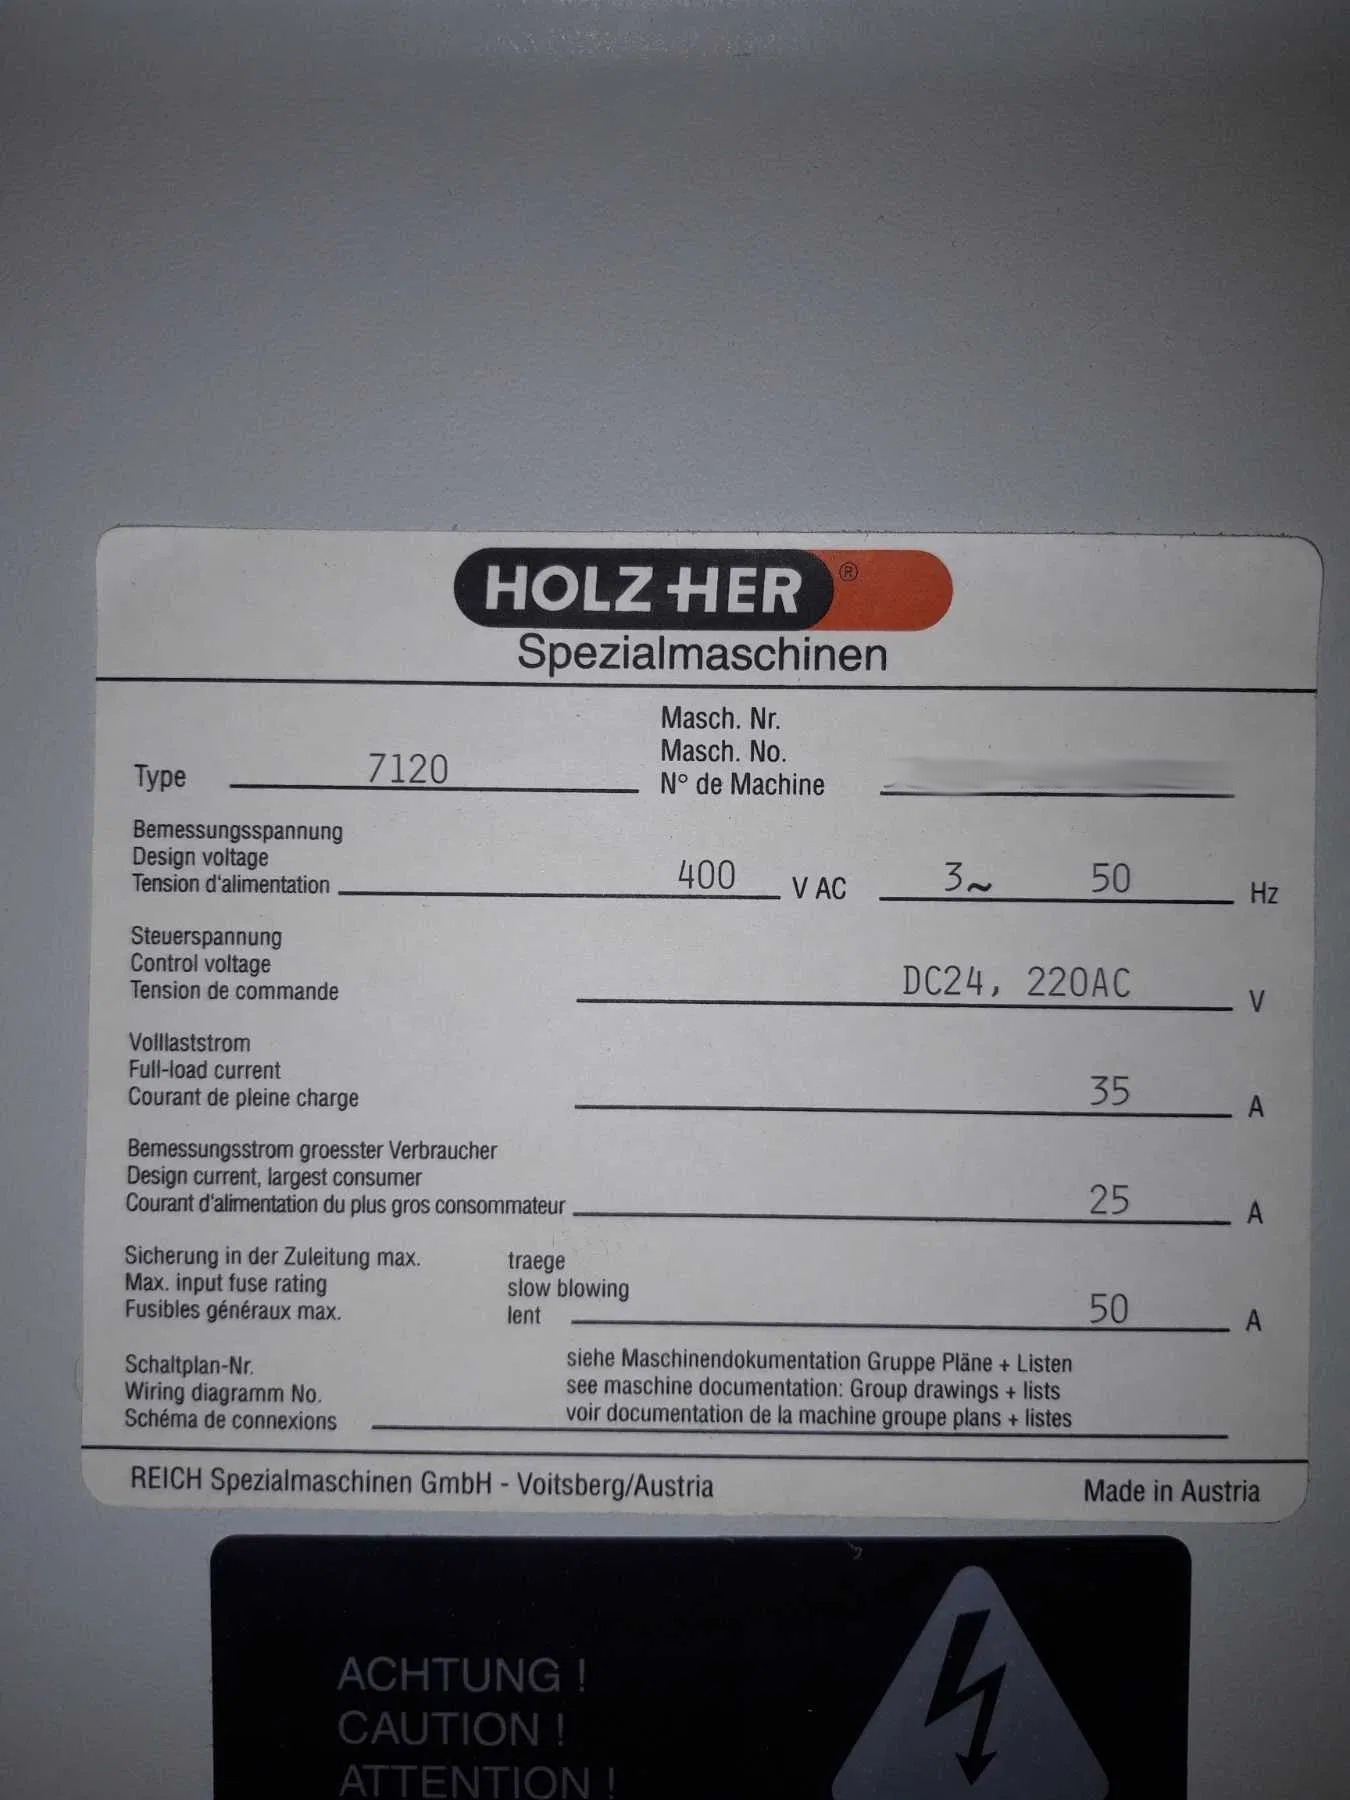 HOLZ-HER ®
Spezialmaschinen
Masch. Nr.
Masch. No.
Type 7120 N° de Machine
Bemessungsspannung
Design voltage
Tension d'alimentation 400 V AC 3~ 50 Hz
Steuerspannung
Control voltage
Tension de commande DC24, 220AC V
Volllaststrom
Full-load current
Courant de pleine charge 35 A
Bemessungsstrom groesster Verbraucher
Design current, largest consumer
Courant d'alimentation du plus gros consommateur 25 A
Sicherung in der Zuleitung max. traege
Max. input fuse rating slow blowing
Fusibles généraux max. lent 50 A
Schaltplan-Nr. siehe Maschinendokumentation Gruppe Pläne + Listen
Wiring diagramm No. see maschine documentation: Group drawings + lists
Schéma de connexions voir documentation de la machine groupe plans + listes
REICH Spezialmaschinen GmbH - Voitsberg/Austria Made in Austria
ACHTUNG !
CAUTION !
ATTENTION !